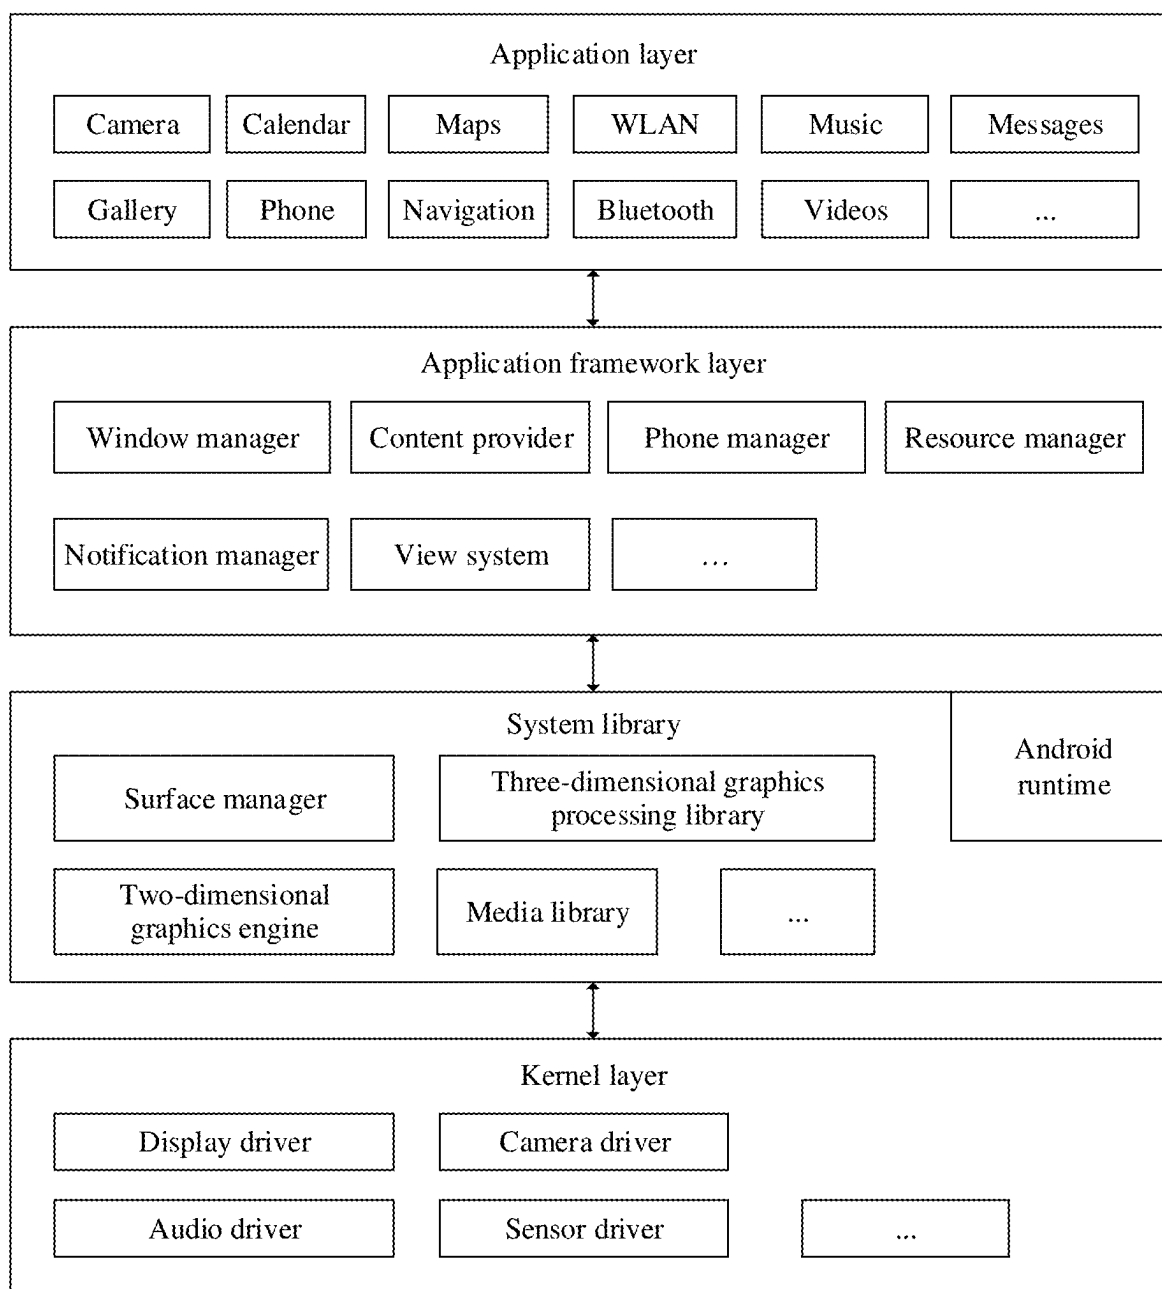 Application layer
Camera
Calendar
Maps
WLAN
Music
Messages
Gallery
Phone
Navigation
Bluetooth
Videos
...
Application framework layer
Window manager
Content provider
Phone manager
Resource manager
Notification manager
View system
...
System library
Android
runtime
Surface manager
Three-dimensional graphics
processing library
Two-dimensional
graphics engine
Media library
...
Kernel layer
Display driver
Camera driver
Audio driver
Sensor driver
...